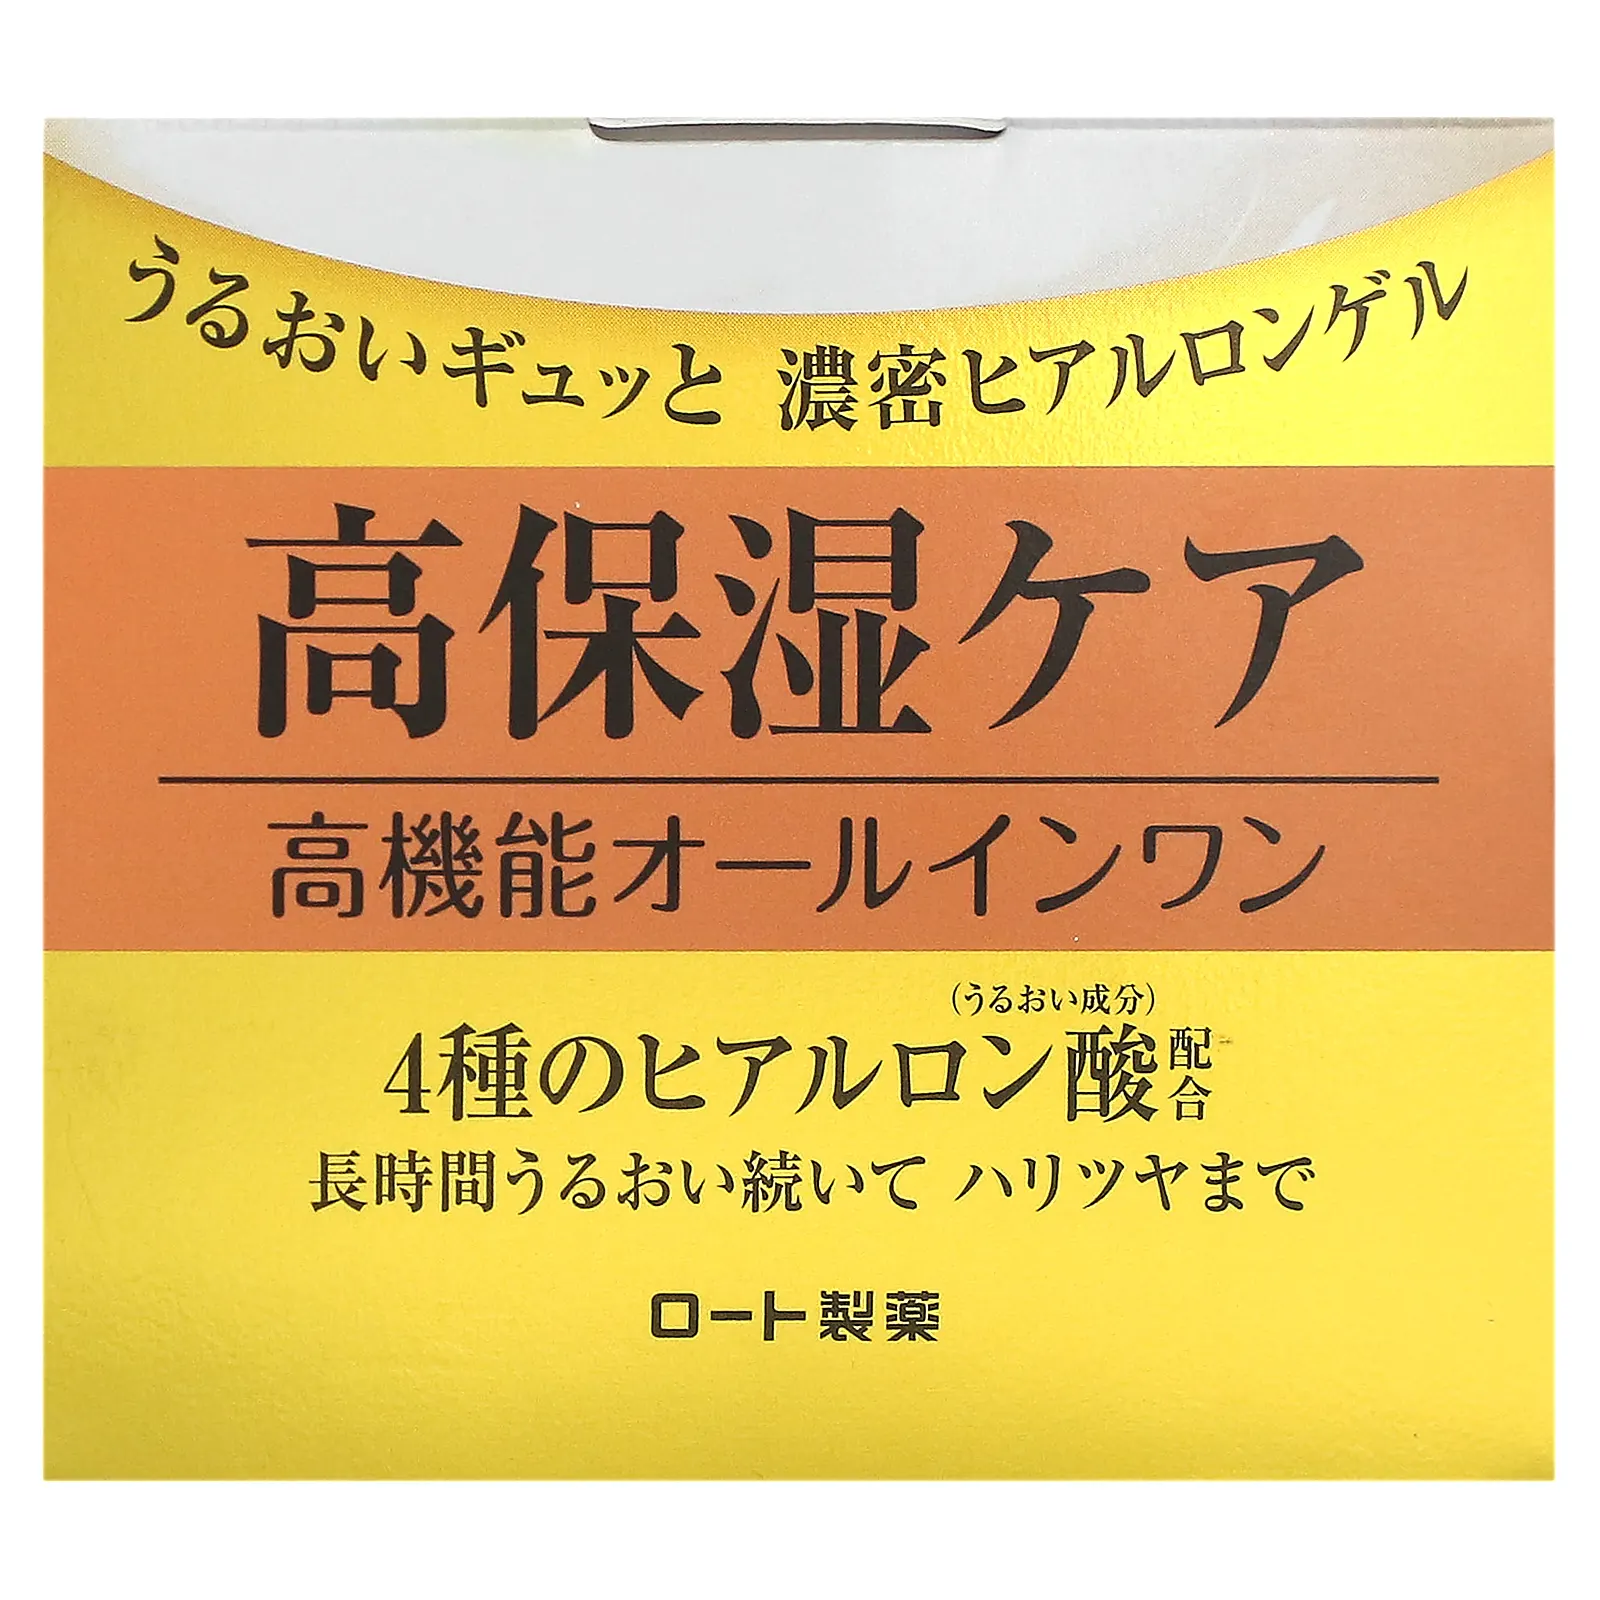 うるおいギュッと 濃密ヒアルロンゲル
高保湿ケア
高機能オールインワン
(うるおい成分)
4種のヒアルロン酸配合
長時間うるおい続いて ハリツヤまで
ロート製薬